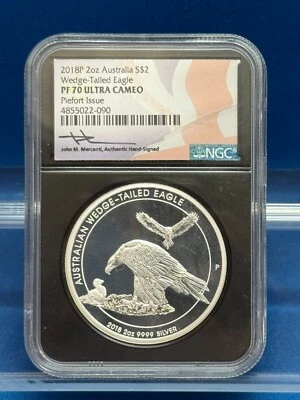 2018P 2oz Australia S$2
Wedge-Tailed Eagle
PF 70 ULTRA CAMEO
Piefort Issue
4855022-090
John M. Mercanti, Authentic Hand-Signed
NGC
AUSTRALIAN WEDGE-TAILED EAGLE
P
2018 2oz 9999 SILVER